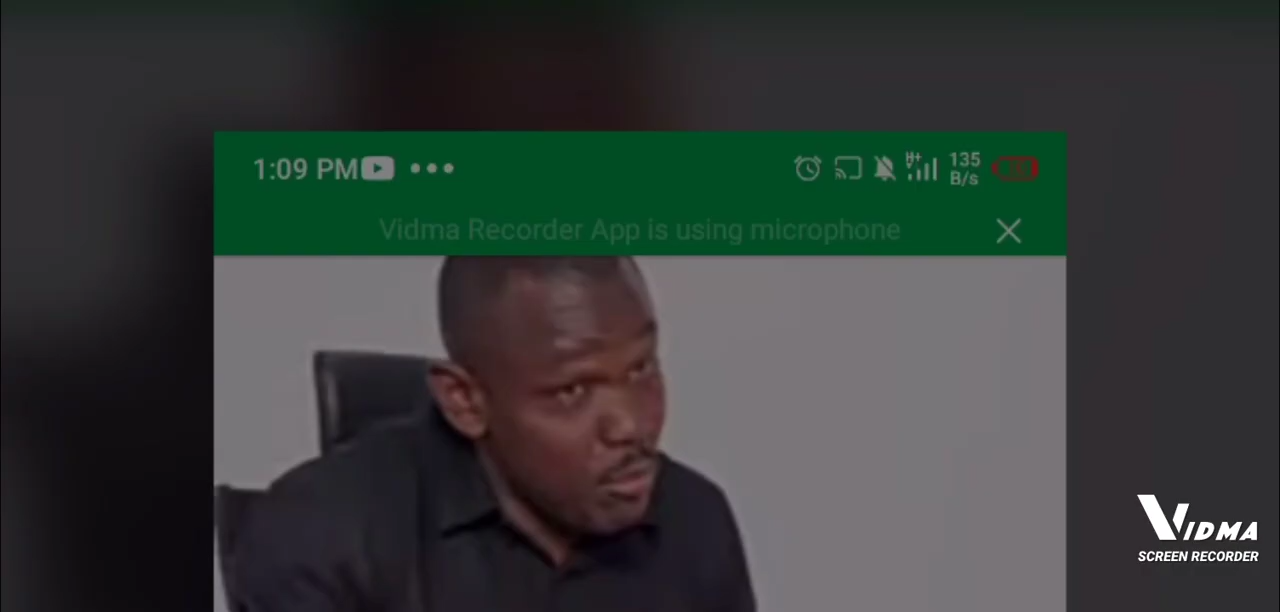 1:09 PM
H+
135
B/s
Vidma Recorder App is using microphone
VIDMA
SCREEN RECORDER